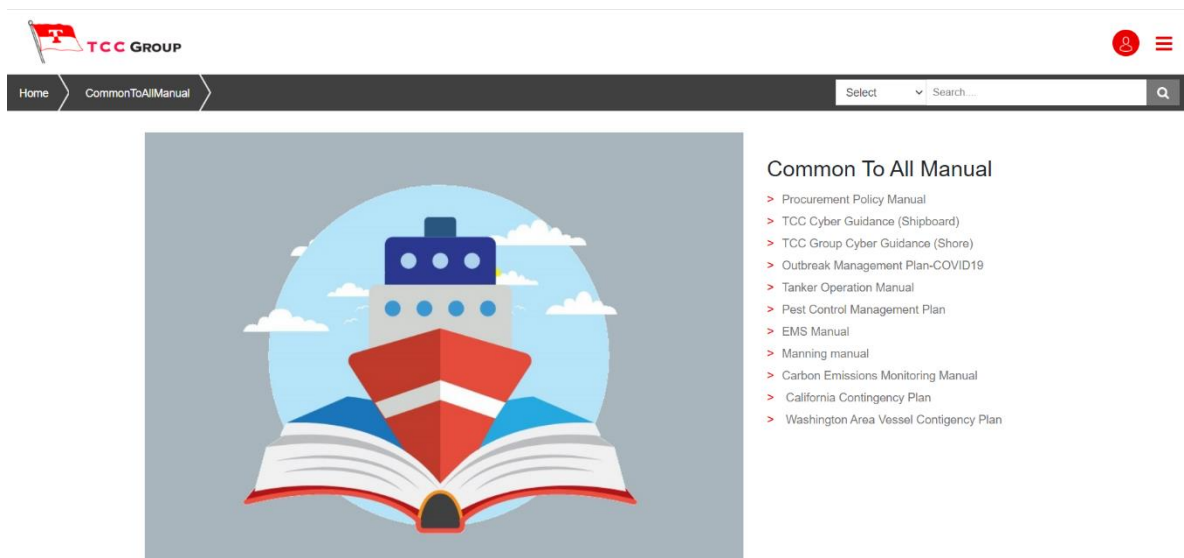 T
TCC GROUP
Home
CommonToAllManual
Select
Search....
Common To All Manual
> Procurement Policy Manual
> TCC Cyber Guidance (Shipboard)
> TCC Group Cyber Guidance (Shore)
> Outbreak Management Plan-COVID19
> Tanker Operation Manual
> Pest Control Management Plan
> EMS Manual
> Manning manual
> Carbon Emissions Monitoring Manual
> California Contingency Plan
> Washington Area Vessel Contigency Plan